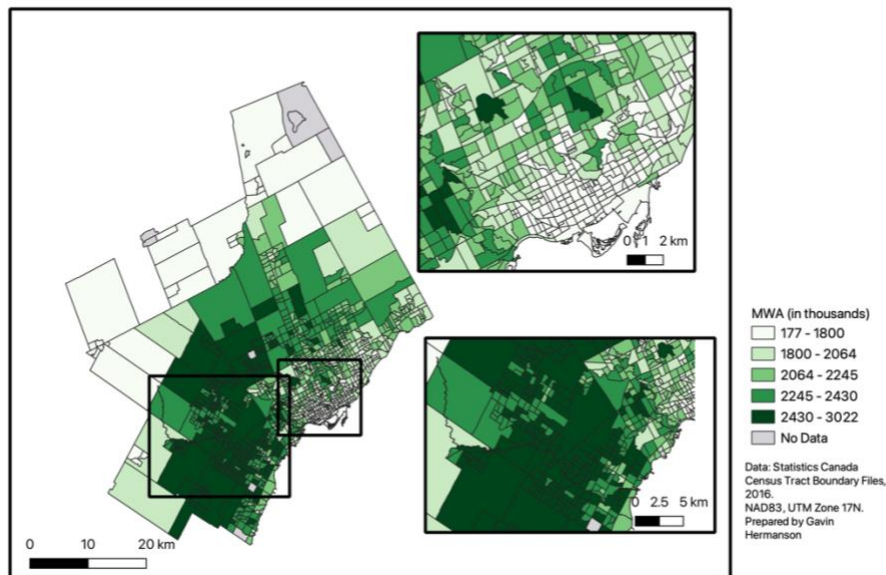 0 1 2 km
MWA (in thousands)
177 - 1800
1800 - 2064
2064 - 2245
2245 - 2430
2430 - 3022
No Data
Data: Statistics Canada
Census Tract Boundary Files,
2016.
NAD83, UTM Zone 17N.
Prepared by Gavin
Hermanson
0 2.5 5 km
0 10 20 km